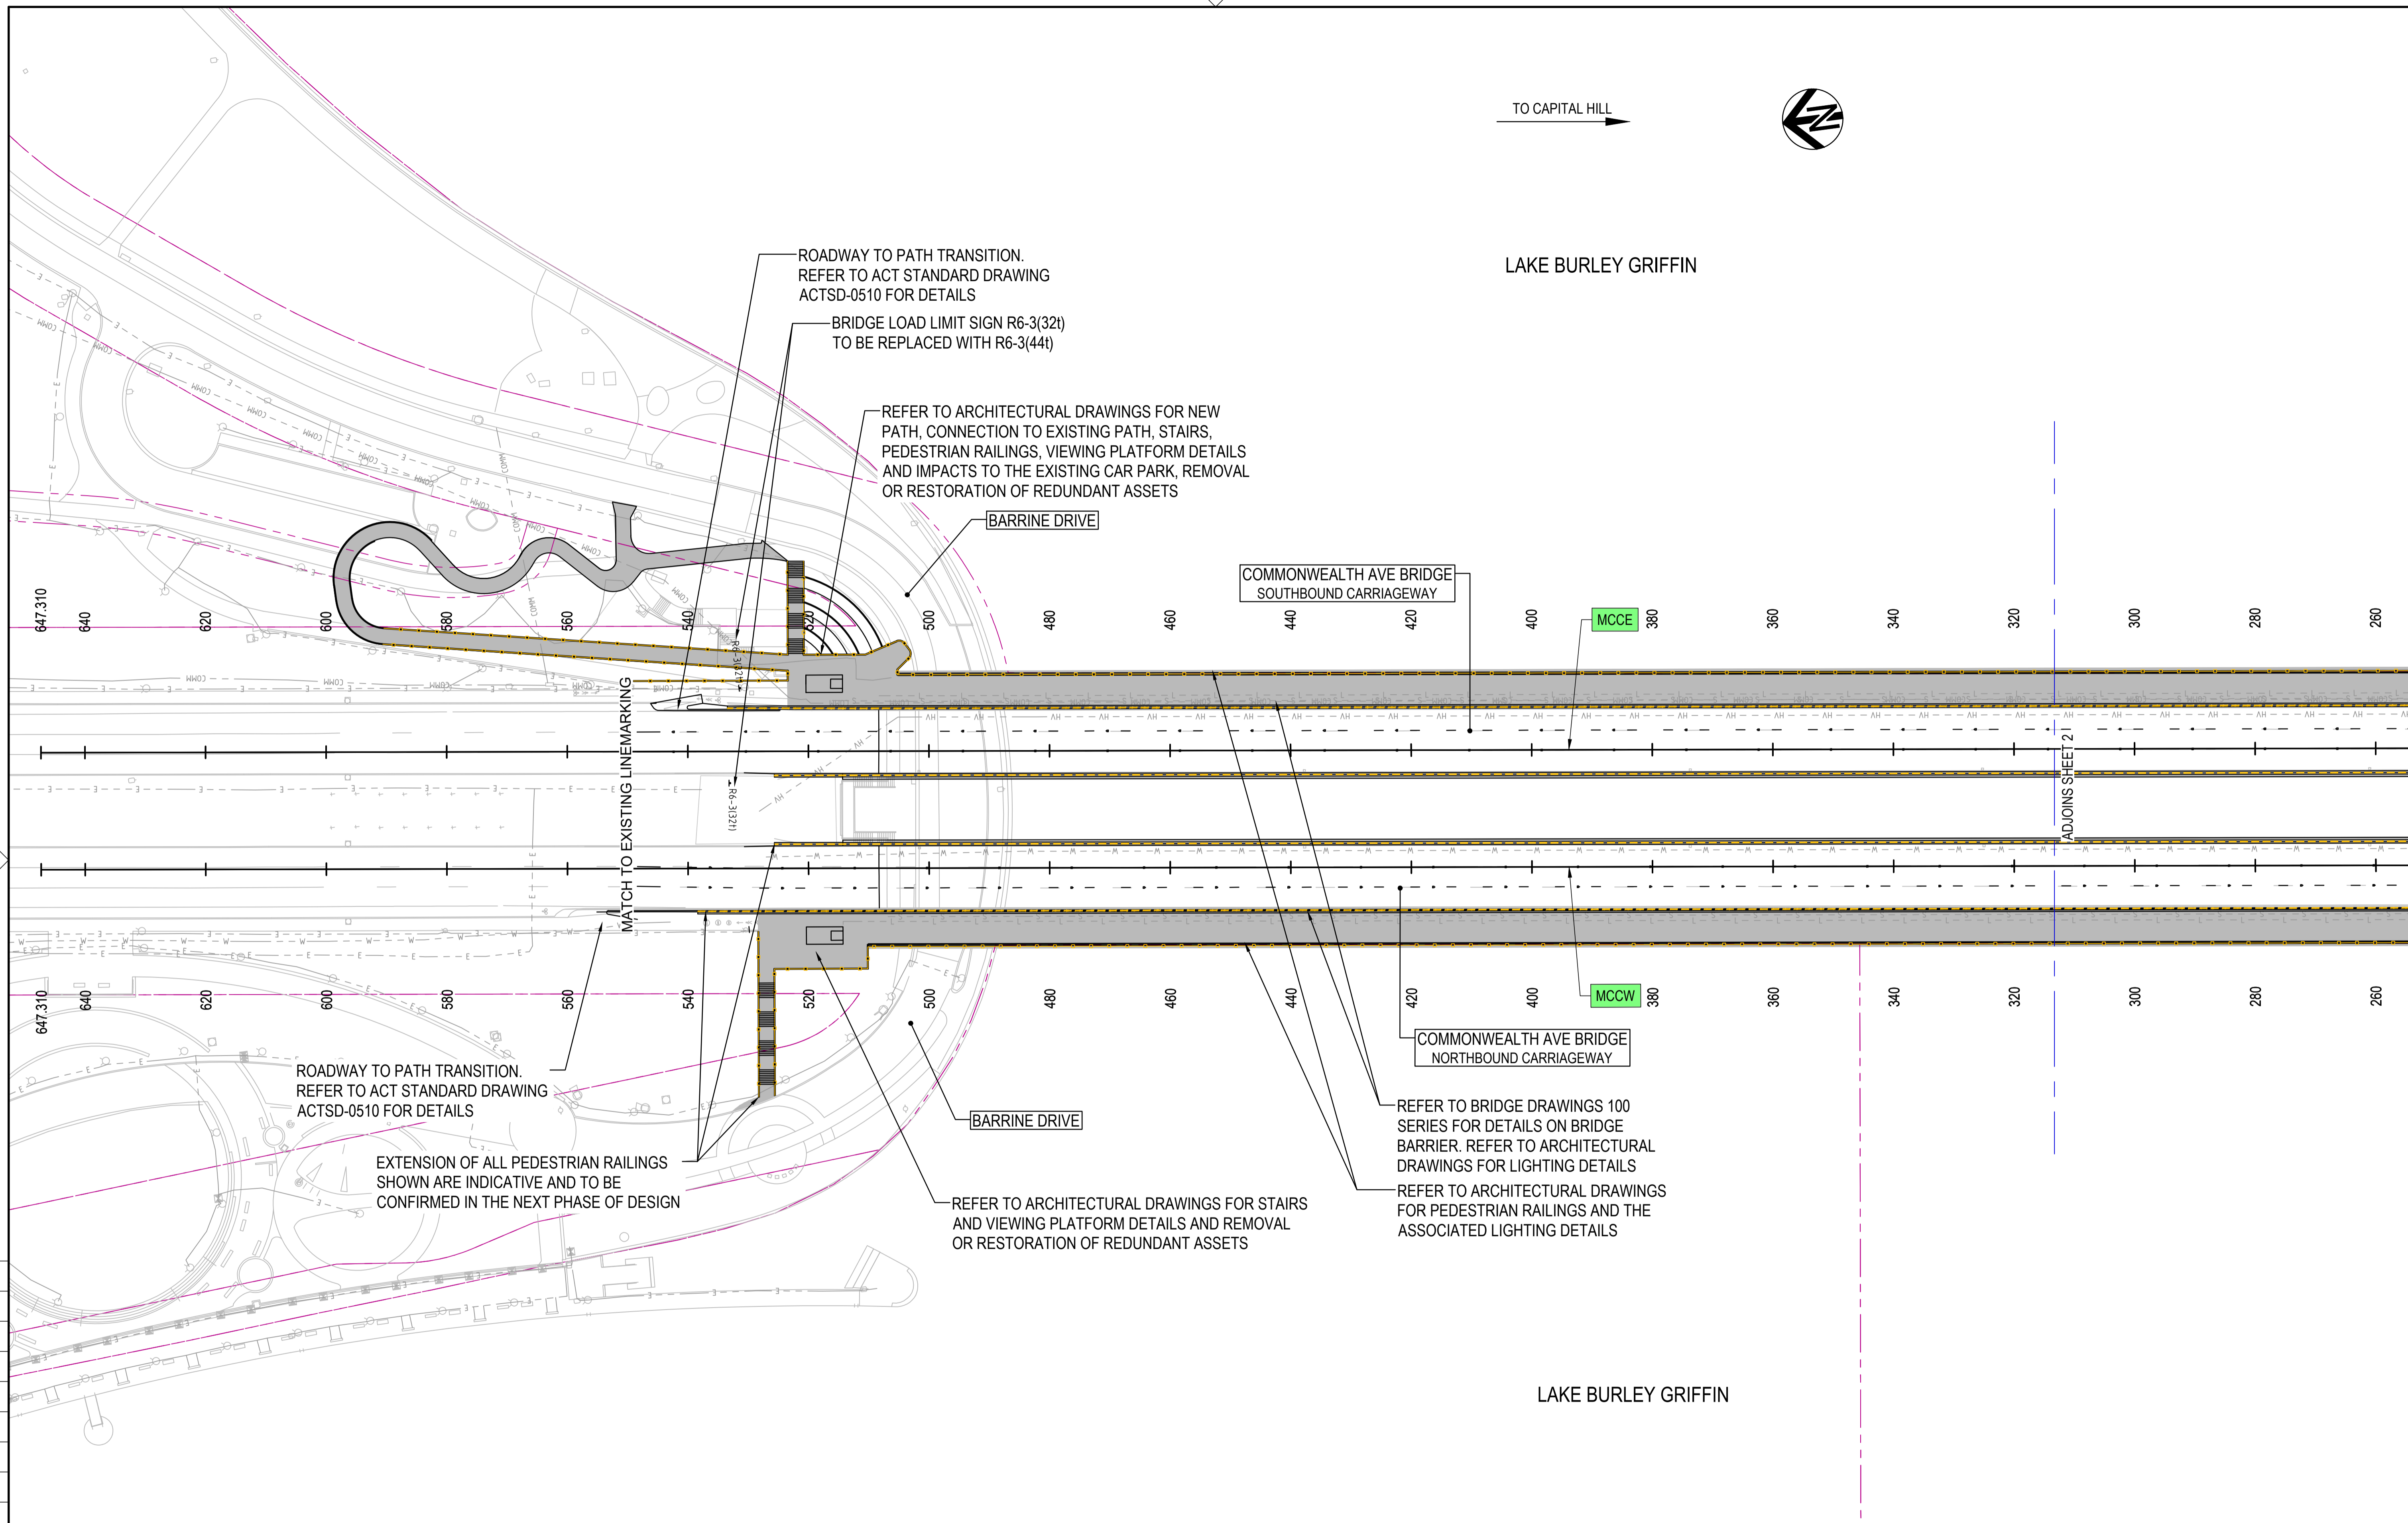 TO CAPITAL HILL
N
LAKE BURLEY GRIFFIN
ROADWAY TO PATH TRANSITION.
REFER TO ACT STANDARD DRAWING
ACTSD-0510 FOR DETAILS
BRIDGE LOAD LIMIT SIGN R6-3(32t)
TO BE REPLACED WITH R6-3(44t)
REFER TO ARCHITECTURAL DRAWINGS FOR NEW
PATH, CONNECTION TO EXISTING PATH, STAIRS,
PEDESTRIAN RAILINGS, VIEWING PLATFORM DETAILS
AND IMPACTS TO THE EXISTING CAR PARK, REMOVAL
OR RESTORATION OF REDUNDANT ASSETS
BARRINE DRIVE
COMMONWEALTH AVE BRIDGE
SOUTHBOUND CARRIAGEWAY
MCCE
647.310 640 620 600 580 560 540 520 500 480 460 440 420 400 380 360 340 320 300 280 260
R6-3(32t)
MATCH TO EXISTING LINEMARKING
R6-3(32t)
ADJOINS SHEET 2
647.310 640 620 600 580 560 540 520 500 480 460 440 420 400 380 360 340 320 300 280 260
MCCW
COMMONWEALTH AVE BRIDGE
NORTHBOUND CARRIAGEWAY
ROADWAY TO PATH TRANSITION.
REFER TO ACT STANDARD DRAWING
ACTSD-0510 FOR DETAILS
BARRINE DRIVE
REFER TO BRIDGE DRAWINGS 100
SERIES FOR DETAILS ON BRIDGE
BARRIER. REFER TO ARCHITECTURAL
DRAWINGS FOR LIGHTING DETAILS
EXTENSION OF ALL PEDESTRIAN RAILINGS
SHOWN ARE INDICATIVE AND TO BE
CONFIRMED IN THE NEXT PHASE OF DESIGN
REFER TO ARCHITECTURAL DRAWINGS FOR STAIRS
AND VIEWING PLATFORM DETAILS AND REMOVAL
OR RESTORATION OF REDUNDANT ASSETS
REFER TO ARCHITECTURAL DRAWINGS
FOR PEDESTRIAN RAILINGS AND THE
ASSOCIATED LIGHTING DETAILS
LAKE BURLEY GRIFFIN